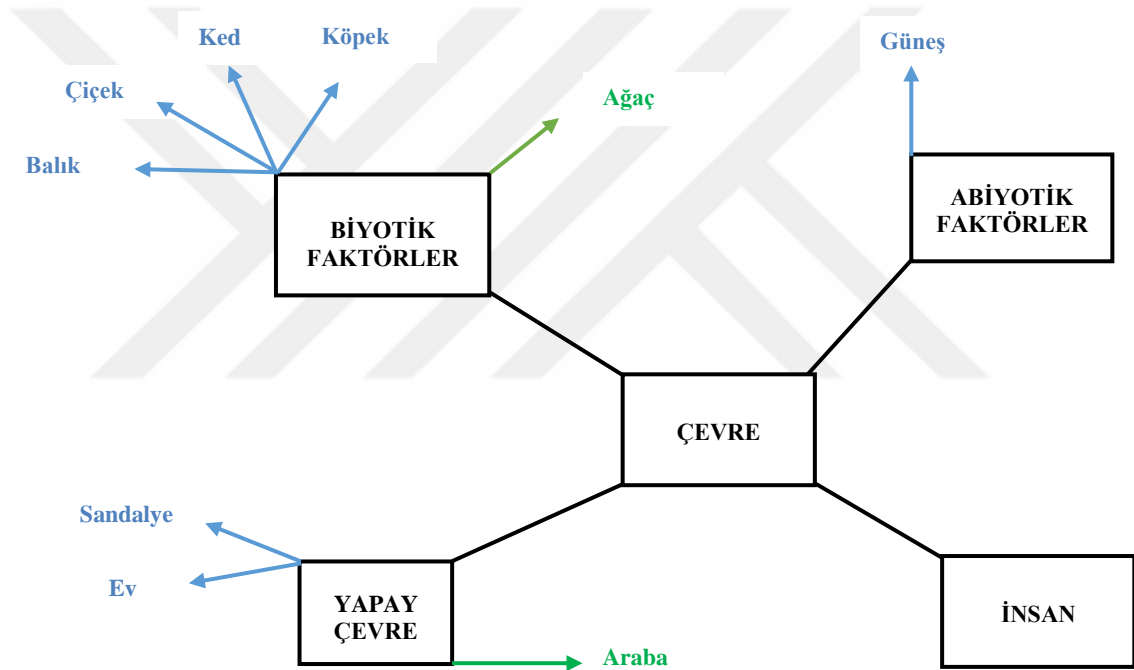 Ked
Köpek
Güneş
Çiçek
Ağaç
Balık
BİYOTİK
FAKTÖRLER
ABİYOTİK
FAKTÖRLER
ÇEVRE
Sandalye
Ev
YAPAY
ÇEVRE
İNSAN
Araba